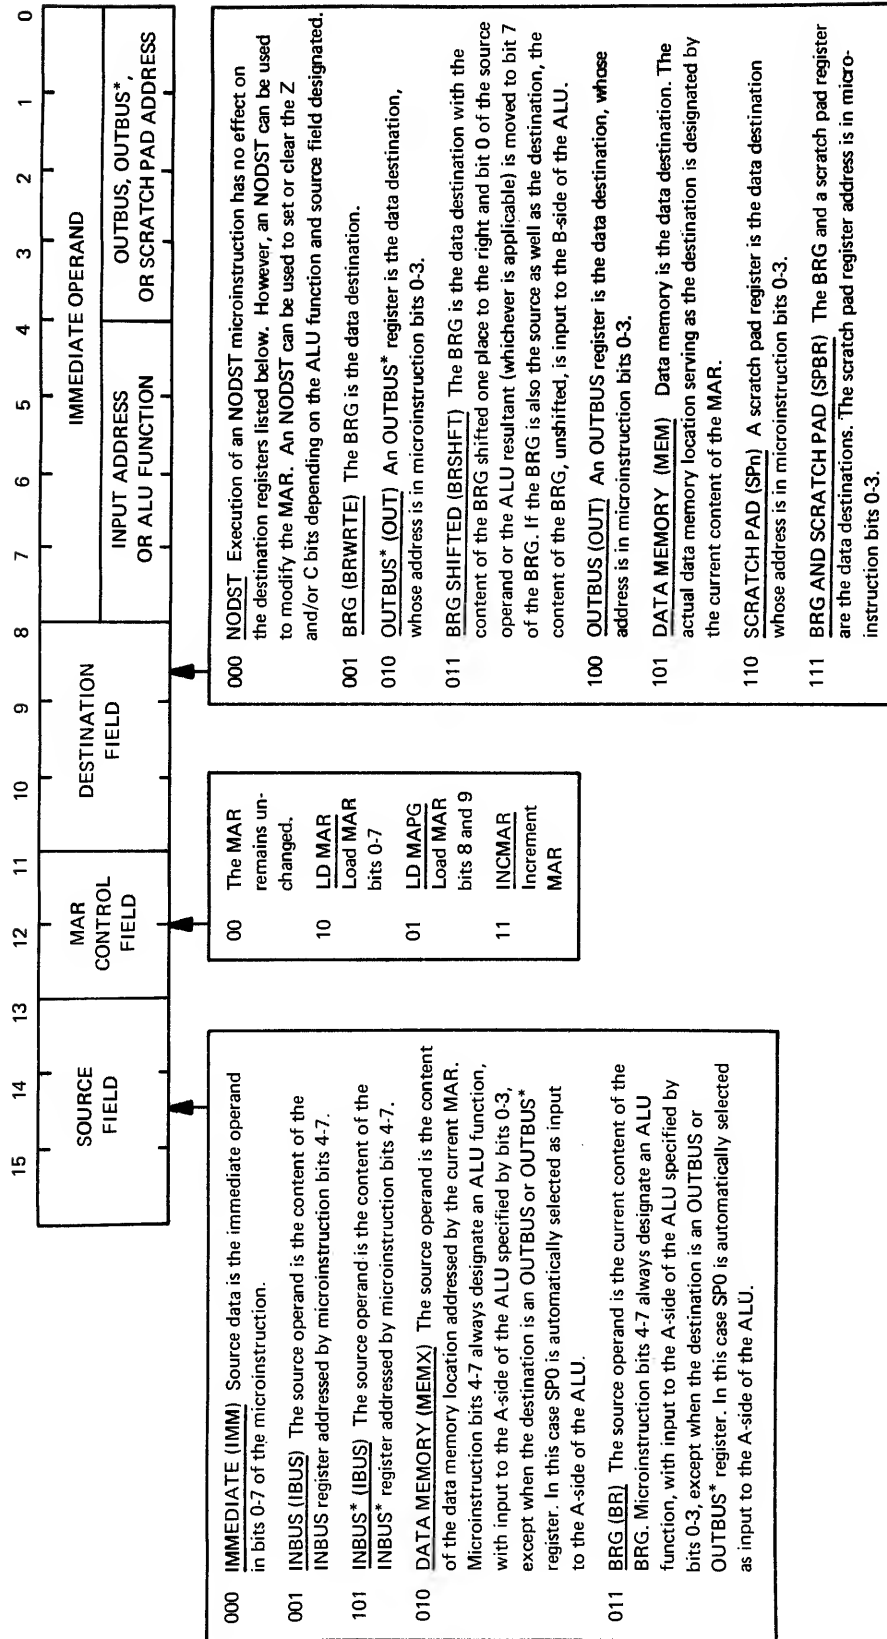 15 14 13 12 11 10 9 8 7 6 5 4 3 2 1 0
SOURCE
FIELD
MAR
CONTROL
FIELD
DESTINATION
FIELD
IMMEDIATE OPERAND
INPUT ADDRESS
OR ALU FUNCTION
OUTBUS, OUTBUS*,
OR SCRATCH PAD ADDRESS
000 IMMEDIATE (IMM) Source data is the immediate operand
in bits 0-7 of the microinstruction.
001 INBUS (IBUS) The source operand is the content of the
INBUS register addressed by microinstruction bits 4-7.
101 INBUS* (IBUS) The source operand is the content of the
INBUS* register addressed by microinstruction bits 4-7.
010 DATA MEMORY (MEMX) The source operand is the content
of the data memory location addressed by the current MAR.
Microinstruction bits 4-7 always designate an ALU function,
with input to the A-side of the ALU specified by bits 0-3,
except when the destination is an OUTBUS or OUTBUS*
register. In this case SP0 is automatically selected as input
to the A-side of the ALU.
011 BRG (BR) The source operand is the current content of the
BRG. Microinstruction bits 4-7 always designate an ALU
function, with input to the A-side of the ALU specified by
bits 0-3, except when the destination is an OUTBUS or
OUTBUS* register. In this case SP0 is automatically selected
as input to the A-side of the ALU.
00 The MAR
remains un-
changed.
10 LD MAR
Load MAR
bits 0-7
01 LD MAPG
Load MAR
bits 8 and 9
11 INCMAR
Increment
MAR
000 NODST Execution of an NODST microinstruction has no effect on
the destination registers listed below. However, an NODST can be used
to modify the MAR. An NODST can be used to set or clear the Z
and/or C bits depending on the ALU function and source field designated.
001 BRG (BRWRTE) The BRG is the data destination.
010 OUTBUS* (OUT) An OUTBUS* register is the data destination,
whose address is in microinstruction bits 0-3.
011 BRG SHIFTED (BRSHFT) The BRG is the data destination with the
content of the BRG shifted one place to the right and bit 0 of the source
operand or the ALU resultant (whichever is applicable) is moved to bit 7
of the BRG. If the BRG is also the source as well as the destination, the
content of the BRG, unshifted, is input to the B-side of the ALU.
100 OUTBUS (OUT) An OUTBUS register is the data destination, whose
address is in microinstruction bits 0-3.
101 DATA MEMORY (MEM) Data memory is the data destination. The
actual data memory location serving as the destination is designated by
the current content of the MAR.
110 SCRATCH PAD (SPn) A scratch pad register is the data destination
whose address is in microinstruction bits 0-3.
111 BRG AND SCRATCH PAD (SPBR) The BRG and a scratch pad register
are the data destinations. The scratch pad register address is in micro-
instruction bits 0-3.